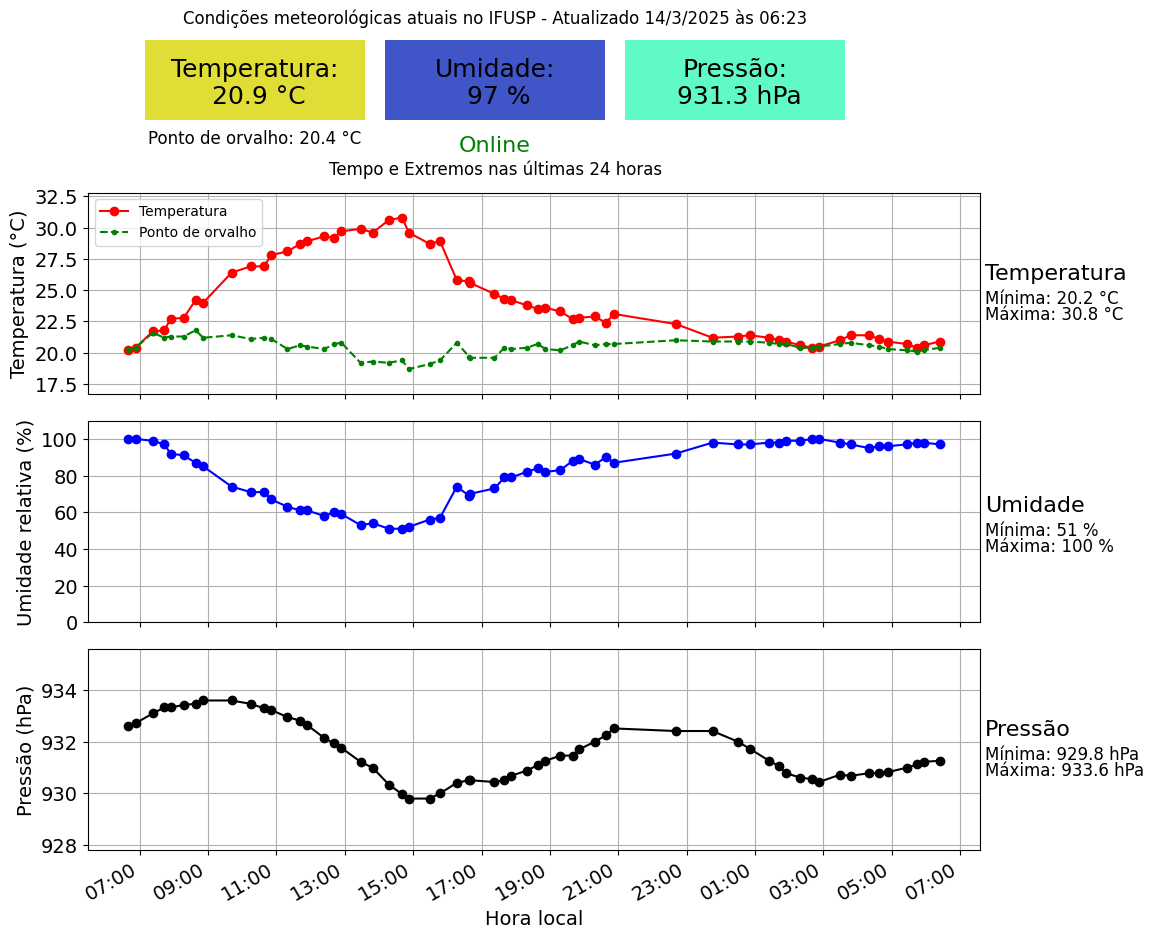 Condições meteorológicas atuais no IFUSP - Atualizado 14/3/2025 às 06:23
Temperatura:
20.9 °C
Umidade:
97 %
Pressão:
931.3 hPa
Ponto de orvalho: 20.4 °C
Online
Tempo e Extremos nas últimas 24 horas
Temperatura (°C)
32.5
30.0
27.5
25.0
22.5
20.0
17.5
Temperatura
Ponto de orvalho
Temperatura
Mínima: 20.2 °C
Máxima: 30.8 °C
Umidade relativa (%)
100
80
60
40
20
0
Umidade
Mínima: 51 %
Máxima: 100 %
Pressão (hPa)
934
932
930
928
Pressão
Mínima: 929.8 hPa
Máxima: 933.6 hPa
07:00
09:00
11:00
13:00
15:00
17:00
19:00
21:00
23:00
01:00
03:00
05:00
07:00
Hora local